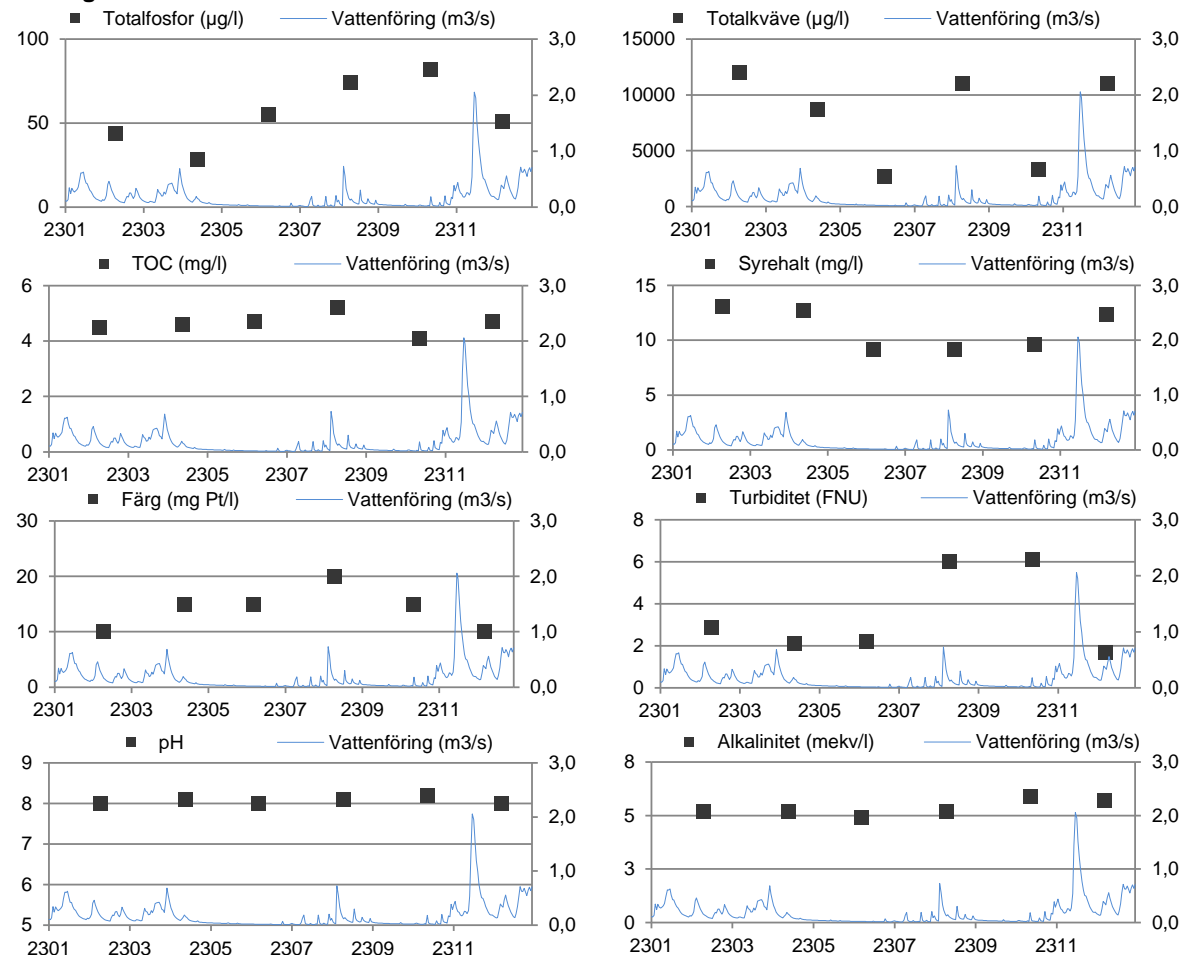 Totalfosfor (µg/l) Vattenföring (m3/s)
100 3,0
2,0
50
1,0
0 0,0
2301 2303 2305 2307 2309 2311
Totalkväve (µg/l) Vattenföring (m3/s)
15000 3,0
10000 2,0
5000 1,0
0 0,0
2301 2303 2305 2307 2309 2311
TOC (mg/l) Vattenföring (m3/s)
6 3,0
4 2,0
2 1,0
0 0,0
2301 2303 2305 2307 2309 2311
Syrehalt (mg/l) Vattenföring (m3/s)
15 3,0
10 2,0
5 1,0
0 0,0
2301 2303 2305 2307 2309 2311
Färg (mg Pt/l) Vattenföring (m3/s)
30 3,0
20 2,0
10 1,0
0 0,0
2301 2303 2305 2307 2309 2311
Turbiditet (FNU) Vattenföring (m3/s)
8 3,0
6
2,0
4
1,0
2
0 0,0
2301 2303 2305 2307 2309 2311
pH Vattenföring (m3/s)
9 3,0
8
2,0
7
1,0
6
5 0,0
2301 2303 2305 2307 2309 2311
Alkalinitet (mekv/l) Vattenföring (m3/s)
8 3,0
5 2,0
3 1,0
0 0,0
2301 2303 2305 2307 2309 2311